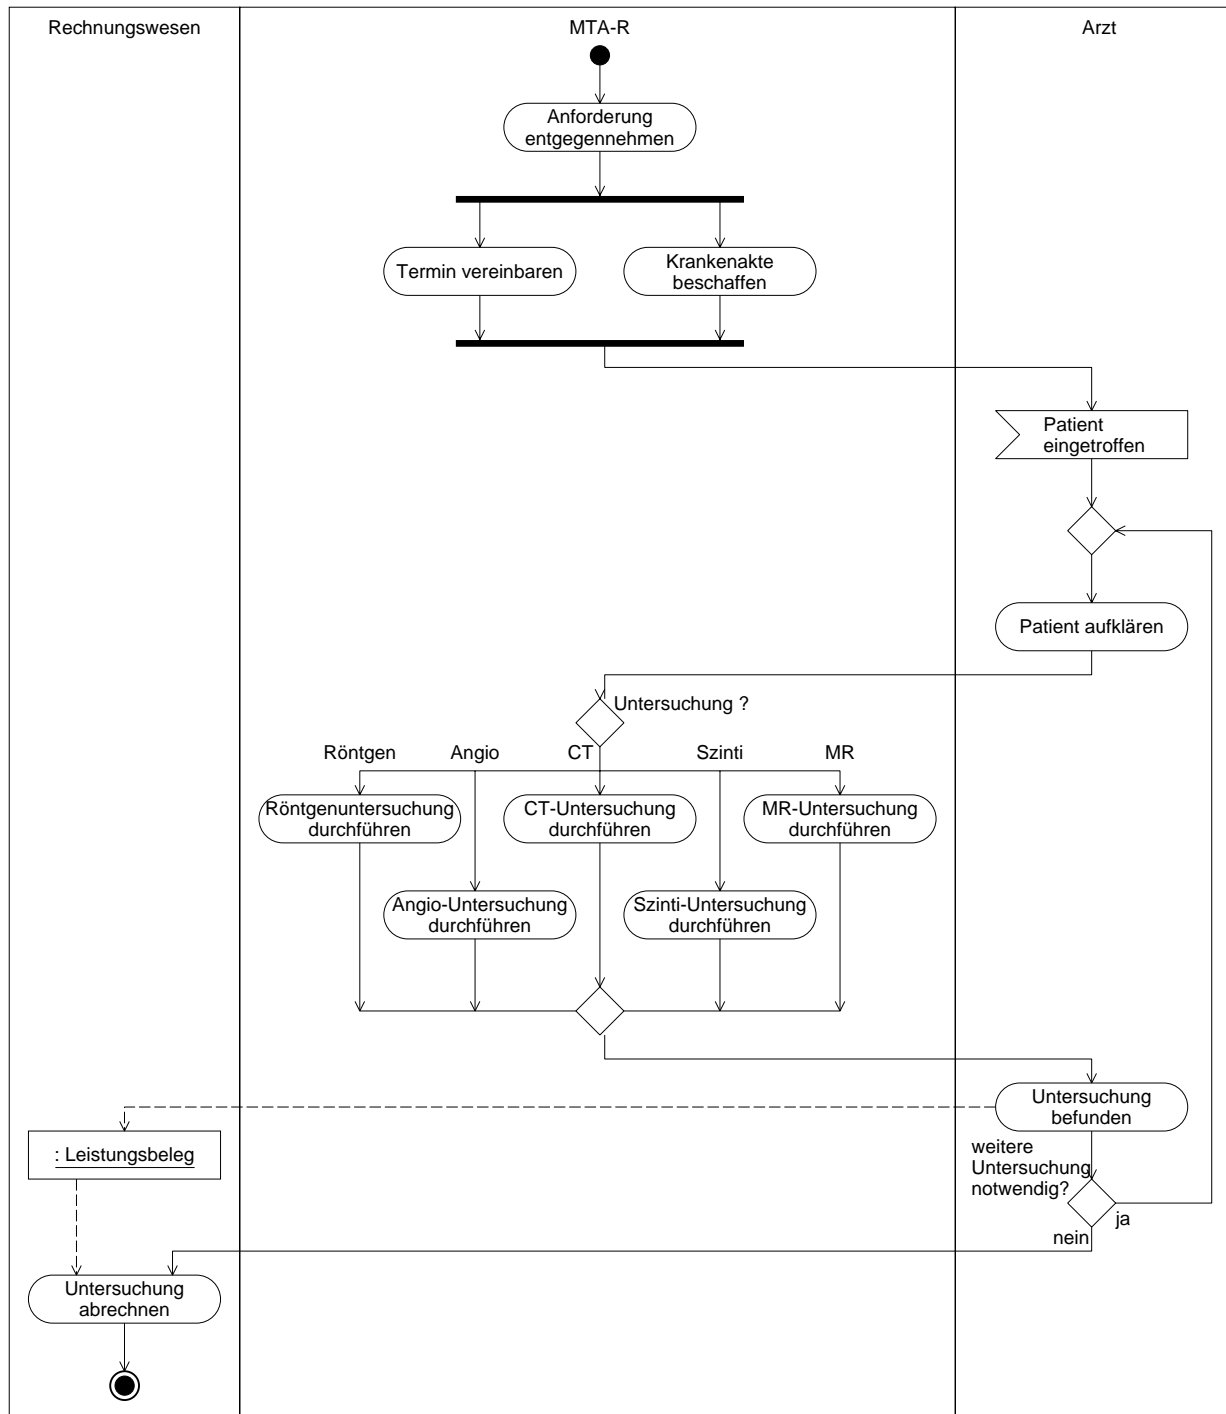 Rechnungswesen
MTA-R
Arzt
Anforderung
entgegennehmen
Termin vereinbaren
Krankenakte
beschaffen
Patient
eingetroffen
Patient aufklären
Untersuchung ?
Röntgen
Angio
CT
Szinti
MR
Röntgenuntersuchung
durchführen
CT-Untersuchung
durchführen
MR-Untersuchung
durchführen
Angio-Untersuchung
durchführen
Szinti-Untersuchung
durchführen
Untersuchung
befunden
: Leistungsbeleg
weitere
Untersuchung
notwendig?
ja
nein
Untersuchung
abrechnen